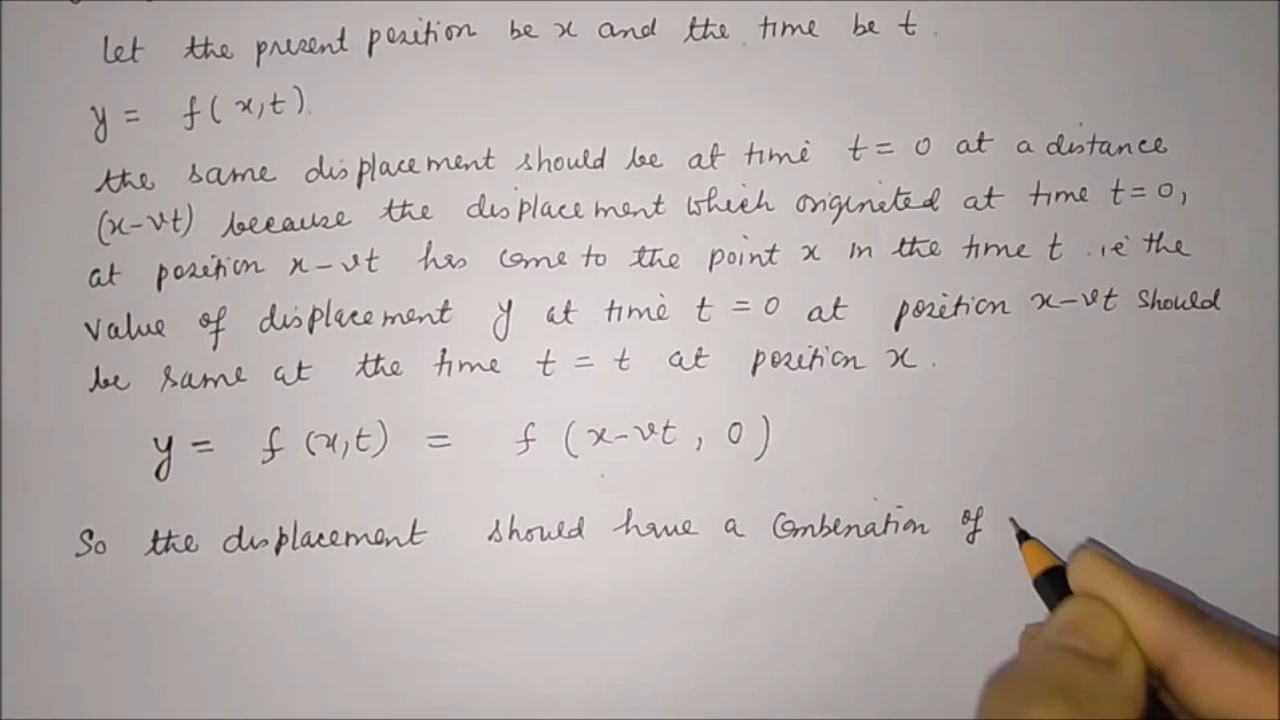 let the present position be x and the time be t.
y = f(x,t).
the same displacement should be at time t = 0 at a distance
(x-vt) because the displacement which origineted at time t=0,
at position x-vt has come to the point x in the time t .i.e the
value of displacement y at time t = 0 at position x-vt should
be same at the time t = t at position x.
y = f (x,t) = f (x-vt, 0)
So the displacement should have a Combenation of